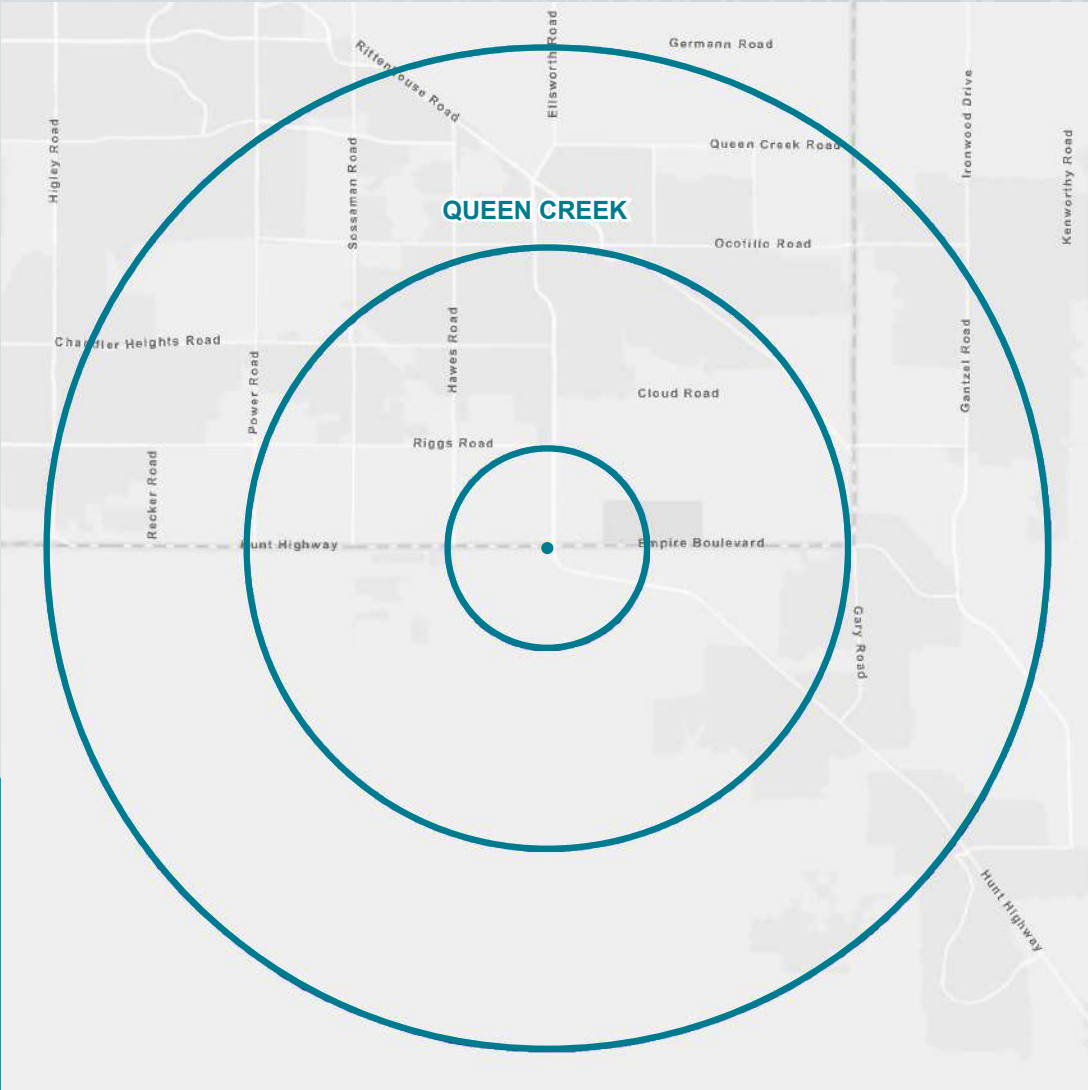 Germann Road
Rittenhouse Road
Ellsworth Road
Ironwood Drive
Higley Road
Sossaman Road
Queen Creek Road
Kenworthy Road
QUEEN CREEK
Ocotillo Road
Chandler Heights Road
Hawes Road
Power Road
Cloud Road
Gantzel Road
Riggs Road
Recker Road
Hunt Highway
Empire Boulevard
Gary Road
Hunt Highway